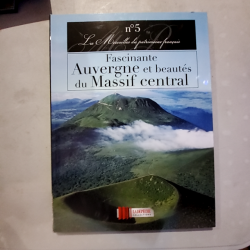 n°5
Les Merveilles du patrimoine français
Fascinante
Auvergne et beautés
du Massif central